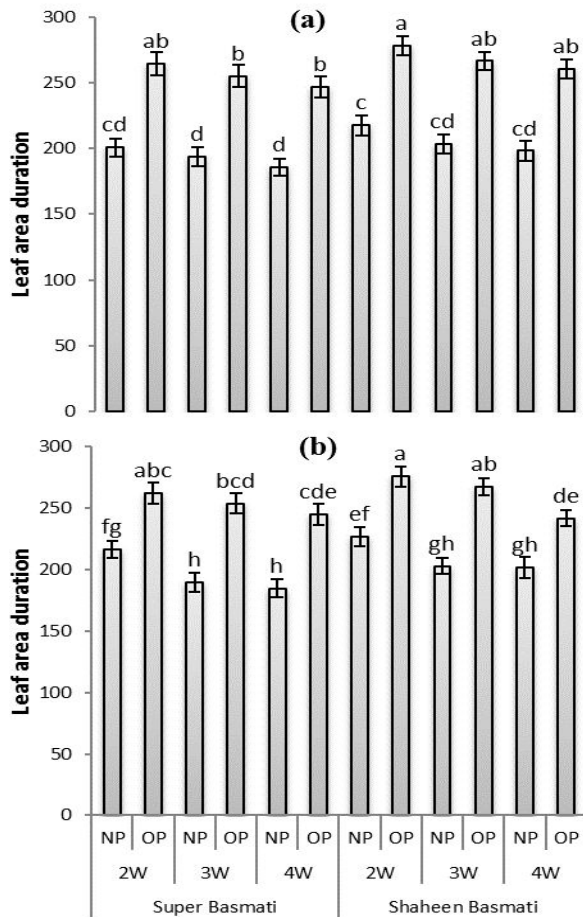 (a)
Leaf area duration
300
250
200
150
100
50
0
cd
ab
d
b
d
b
c
a
cd
ab
cd
ab
(b)
Leaf area duration
300
250
200
150
100
50
0
fg
abc
h
bcd
h
cde
ef
a
gh
ab
gh
de
NP OP NP OP NP OP NP OP NP OP NP OP
2W 3W 4W 2W 3W 4W
Super Basmati Shaheen Basmati